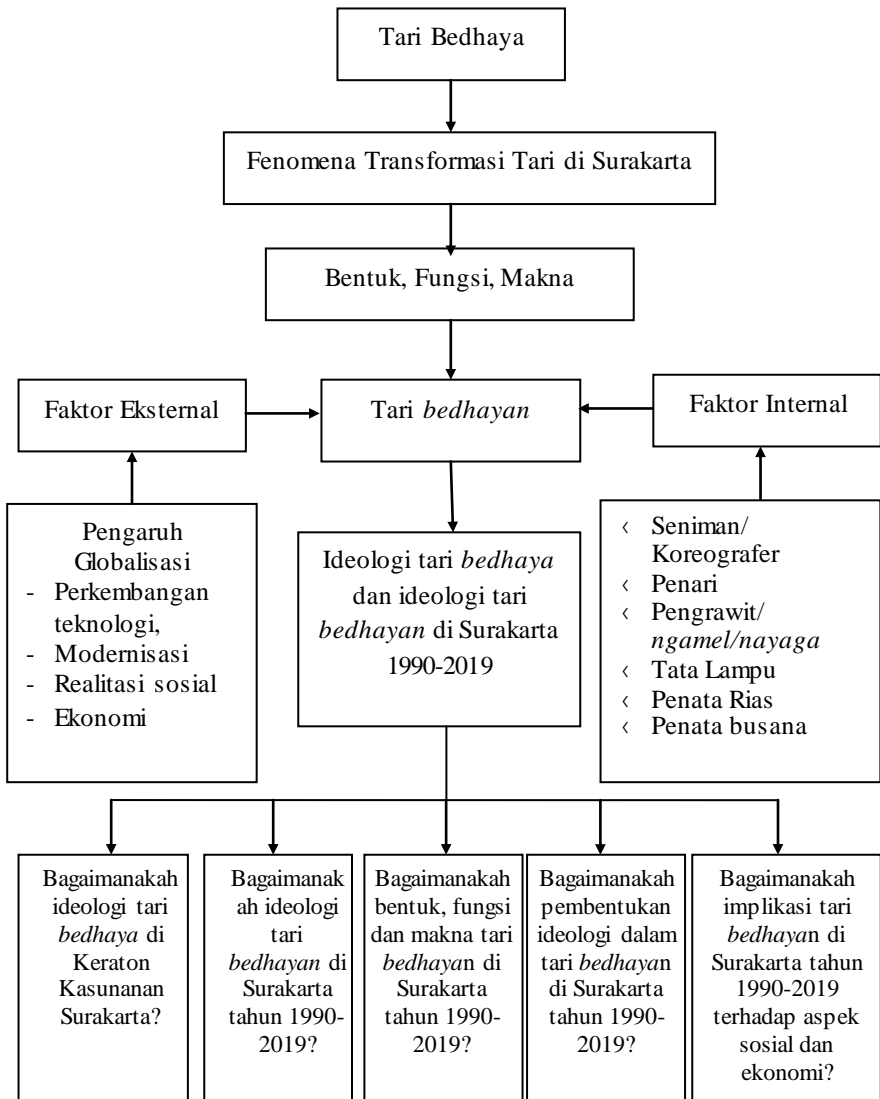 Tari Bedhaya
Fenomena Transformasi Tari di Surakarta
Bentuk, Fungsi, Makna
Faktor Eksternal
Tari bedhayan
Faktor Internal
Pengaruh
Globalisasi
- Perkembangan
teknologi,
- Modernisasi
- Realitasi sosial
- Ekonomi
Ideologi tari bedhaya
dan ideologi tari
bedhayan di Surakarta
1990-2019
‹ Seniman/
Koreografer
‹ Penari
‹ Pengrawit/
ngamel/nayaga
‹ Tata Lampu
‹ Penata Rias
‹ Penata busana
Bagaimanakah
ideologi tari
bedhaya di
Keraton
Kasunanan
Surakarta?
Bagaimanak
ah ideologi
tari
bedhayan di
Surakarta
tahun 1990-
2019?
Bagaimanakah
bentuk, fungsi
dan makna tari
bedhayan di
Surakarta
tahun 1990-
2019?
Bagaimanakah
pembentukan
ideologi dalam
tari bedhayan
di Surakarta
tahun 1990-
2019?
Bagaimanakah
implikasi tari
bedhayan di
Surakarta tahun
1990-2019
terhadap aspek
sosial dan
ekonomi?